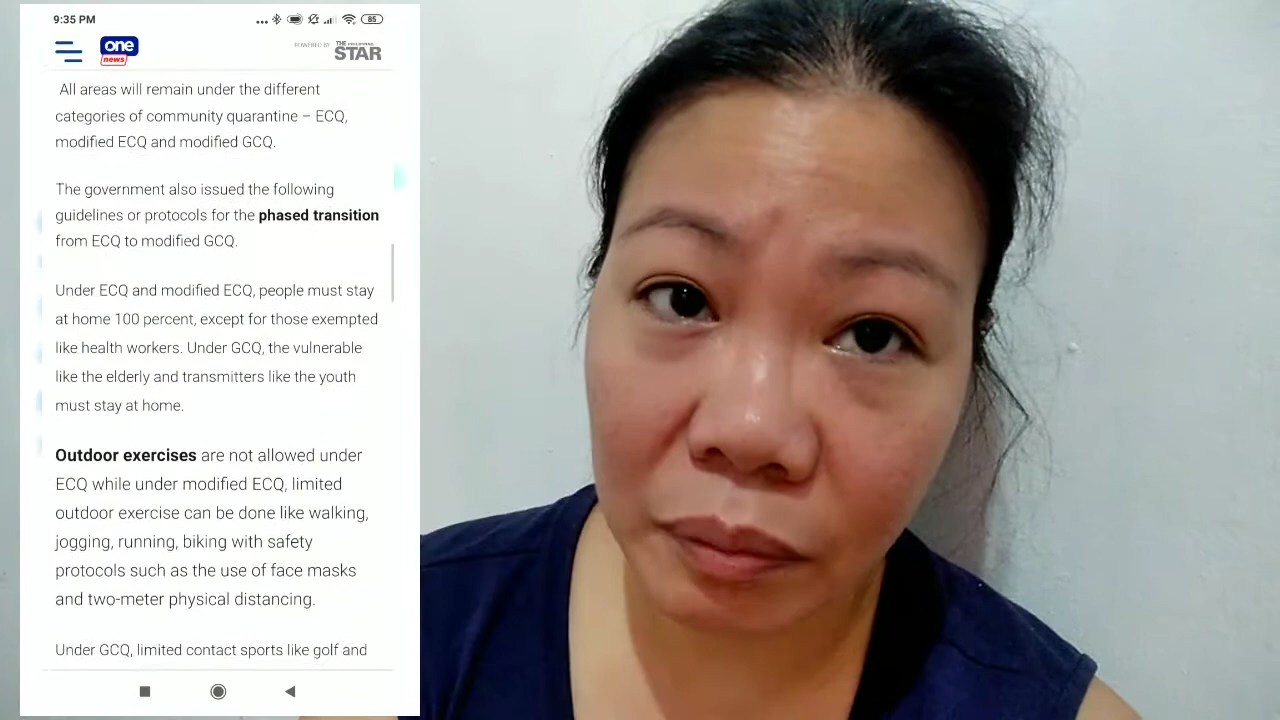 9:35 PM
85
one
news
POWERED BY THE PHILIPPINE
STAR
All areas will remain under the different
categories of community quarantine – ECQ,
modified ECQ and modified GCQ.
The government also issued the following
guidelines or protocols for the phased transition
from ECQ to modified GCQ.
Under ECQ and modified ECQ, people must stay
at home 100 percent, except for those exempted
like health workers. Under GCQ, the vulnerable
like the elderly and transmitters like the youth
must stay at home.
Outdoor exercises are not allowed under
ECQ while under modified ECQ, limited
outdoor exercise can be done like walking,
jogging, running, biking with safety
protocols such as the use of face masks
and two-meter physical distancing.
Under GCQ, limited contact sports like golf and